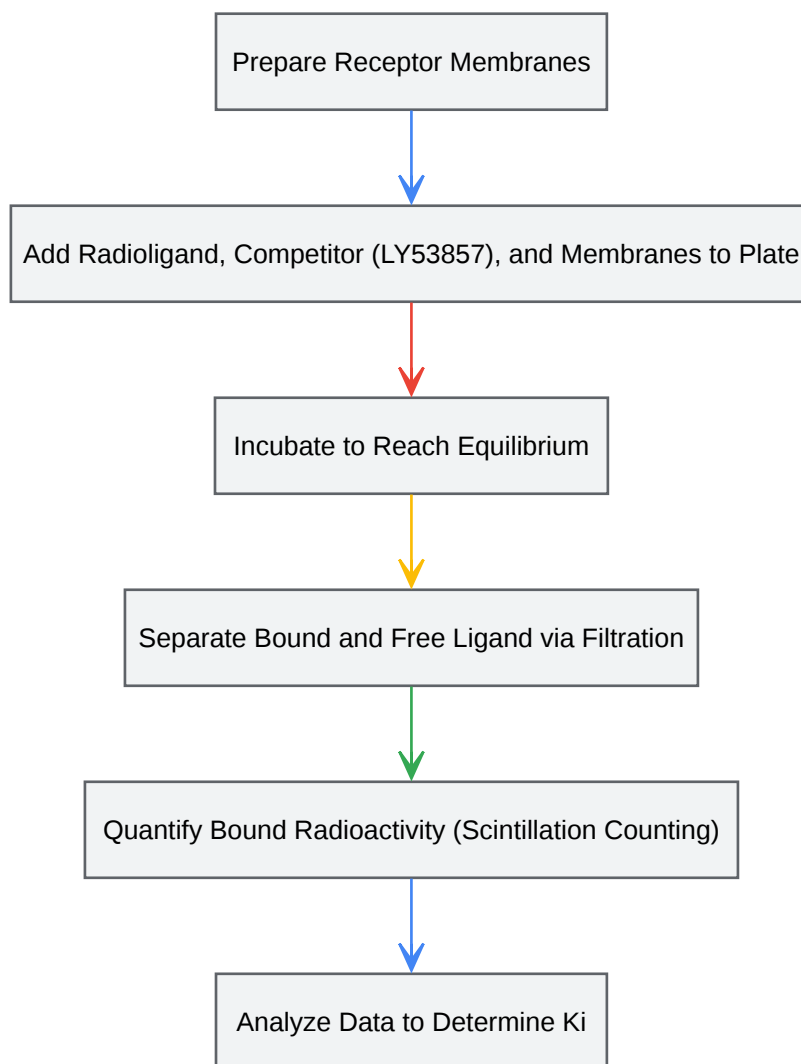 Prepare Receptor Membranes
Add Radioligand, Competitor (LY53857), and Membranes to Plate
Incubate to Reach Equilibrium
Separate Bound and Free Ligand via Filtration
Quantify Bound Radioactivity (Scintillation Counting)
Analyze Data to Determine Ki